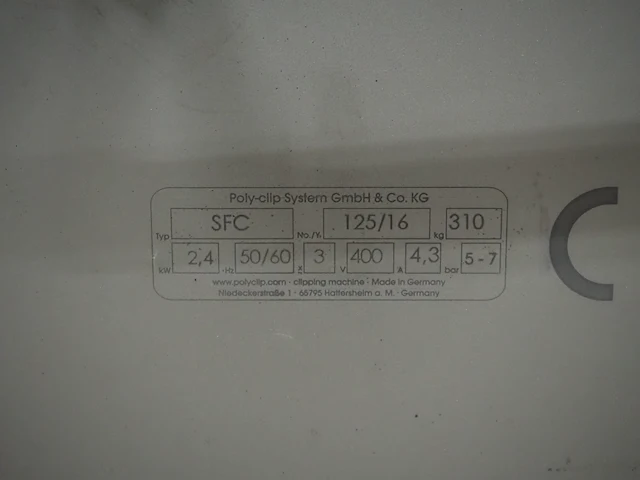 Poly-clip System GmbH & Co. KG
Typ SFC No./Yr. 125/16 kg 310
kW 2,4 Hz 50/60 3 V 400 A 4,3 bar 5-7
www.polyclip.com · clipping machine · Made in Germany
Niedeckerstraße 1 · 65795 Hattersheim a. M. · Germany
C